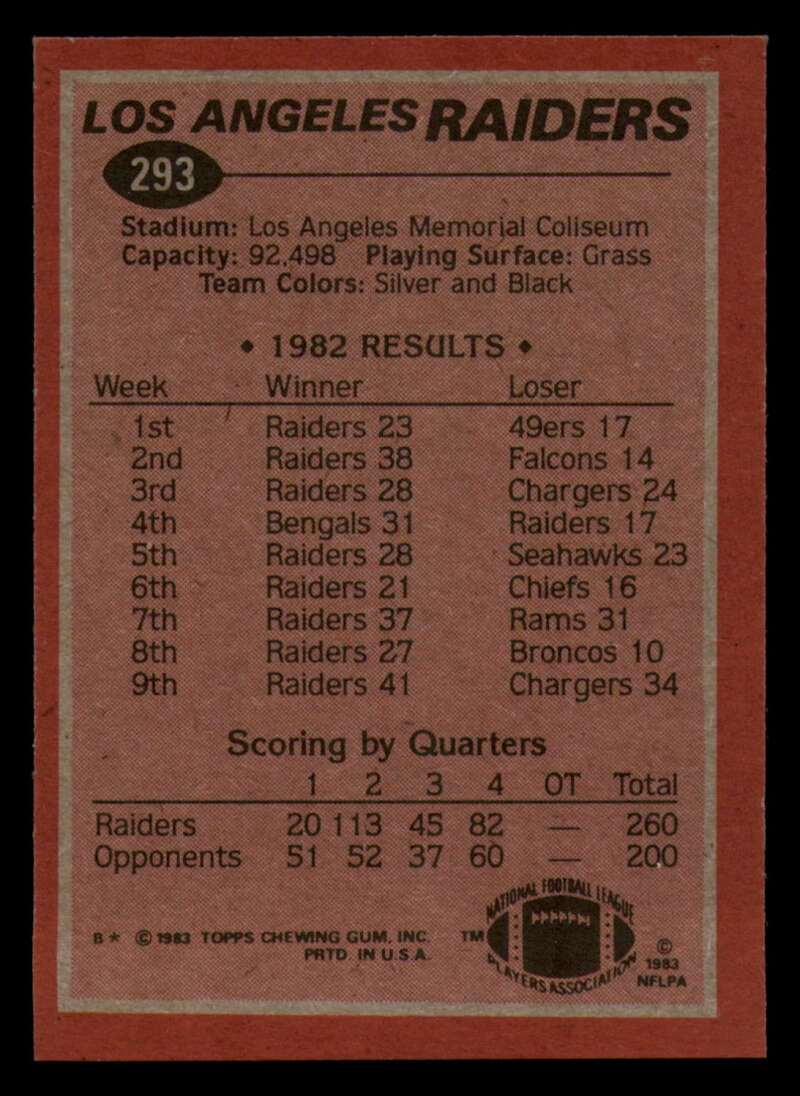 LOS ANGELES RAIDERS
293
Stadium: Los Angeles Memorial Coliseum
Capacity: 92,498 Playing Surface: Grass
Team Colors: Silver and Black
♦ 1982 RESULTS ♦
Week Winner Loser
1st Raiders 23 49ers 17
2nd Raiders 38 Falcons 14
3rd Raiders 28 Chargers 24
4th Bengals 31 Raiders 17
5th Raiders 28 Seahawks 23
6th Raiders 21 Chiefs 16
7th Raiders 37 Rams 31
8th Raiders 27 Broncos 10
9th Raiders 41 Chargers 34
Scoring by Quarters
1 2 3 4 OT Total
Raiders 20 113 45 82 — 260
Opponents 51 52 37 60 — 200
NATIONAL FOOTBALL LEAGUE
PLAYERS ASSOCIATION
B* © 1983 TOPPS CHEWING GUM, INC. TM
PRTD. IN U.S.A.
© 1983 NFLPA